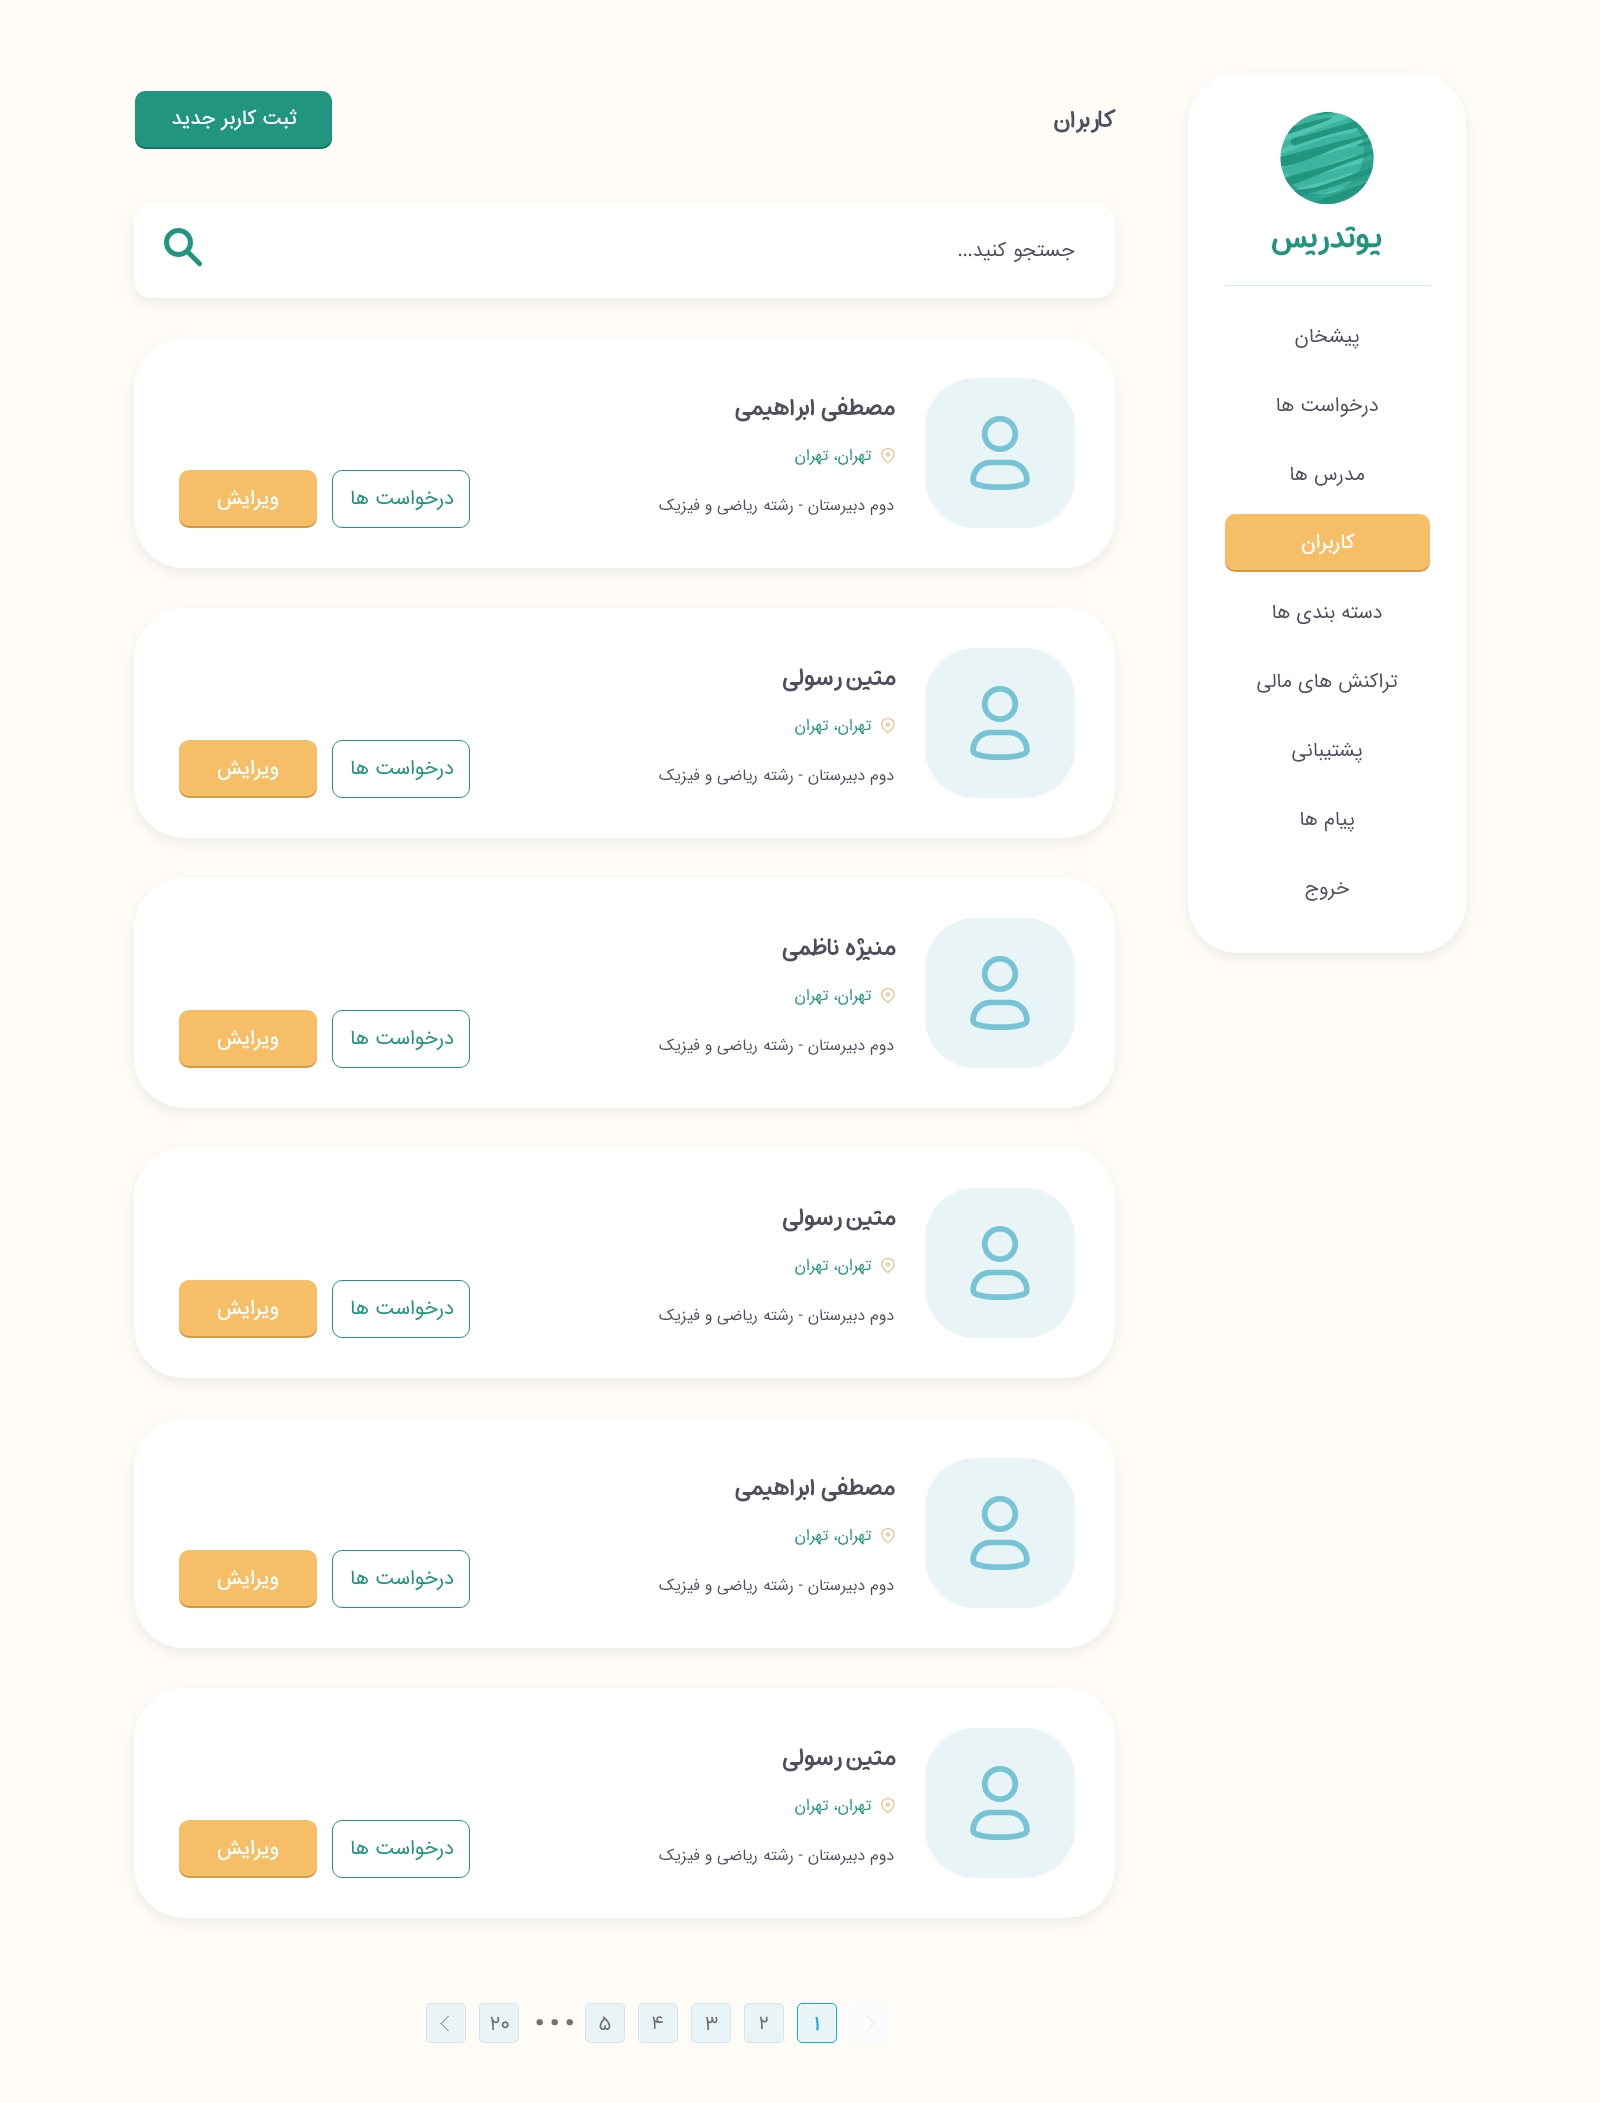 یوتدریس
پیشخان
درخواست ها
مدرس ها
کاربران
دسته بندی ها
تراکنش های مالی
پشتیبانی
پیام ها
خروج
کاربران
ثبت کاربر جدید
جستجو کنید...
مصطفی ابراهیمی
تهران، تهران
دوم دبیرستان - رشته ریاضی و فیزیک
درخواست ها
ویرایش
متین رسولی
تهران، تهران
دوم دبیرستان - رشته ریاضی و فیزیک
درخواست ها
ویرایش
منیژه ناظمی
تهران، تهران
دوم دبیرستان - رشته ریاضی و فیزیک
درخواست ها
ویرایش
متین رسولی
تهران، تهران
دوم دبیرستان - رشته ریاضی و فیزیک
درخواست ها
ویرایش
مصطفی ابراهیمی
تهران، تهران
دوم دبیرستان - رشته ریاضی و فیزیک
درخواست ها
ویرایش
متین رسولی
تهران، تهران
دوم دبیرستان - رشته ریاضی و فیزیک
درخواست ها
ویرایش
۱ ۲ ۳ ۴ ۵ ••• ۲۰